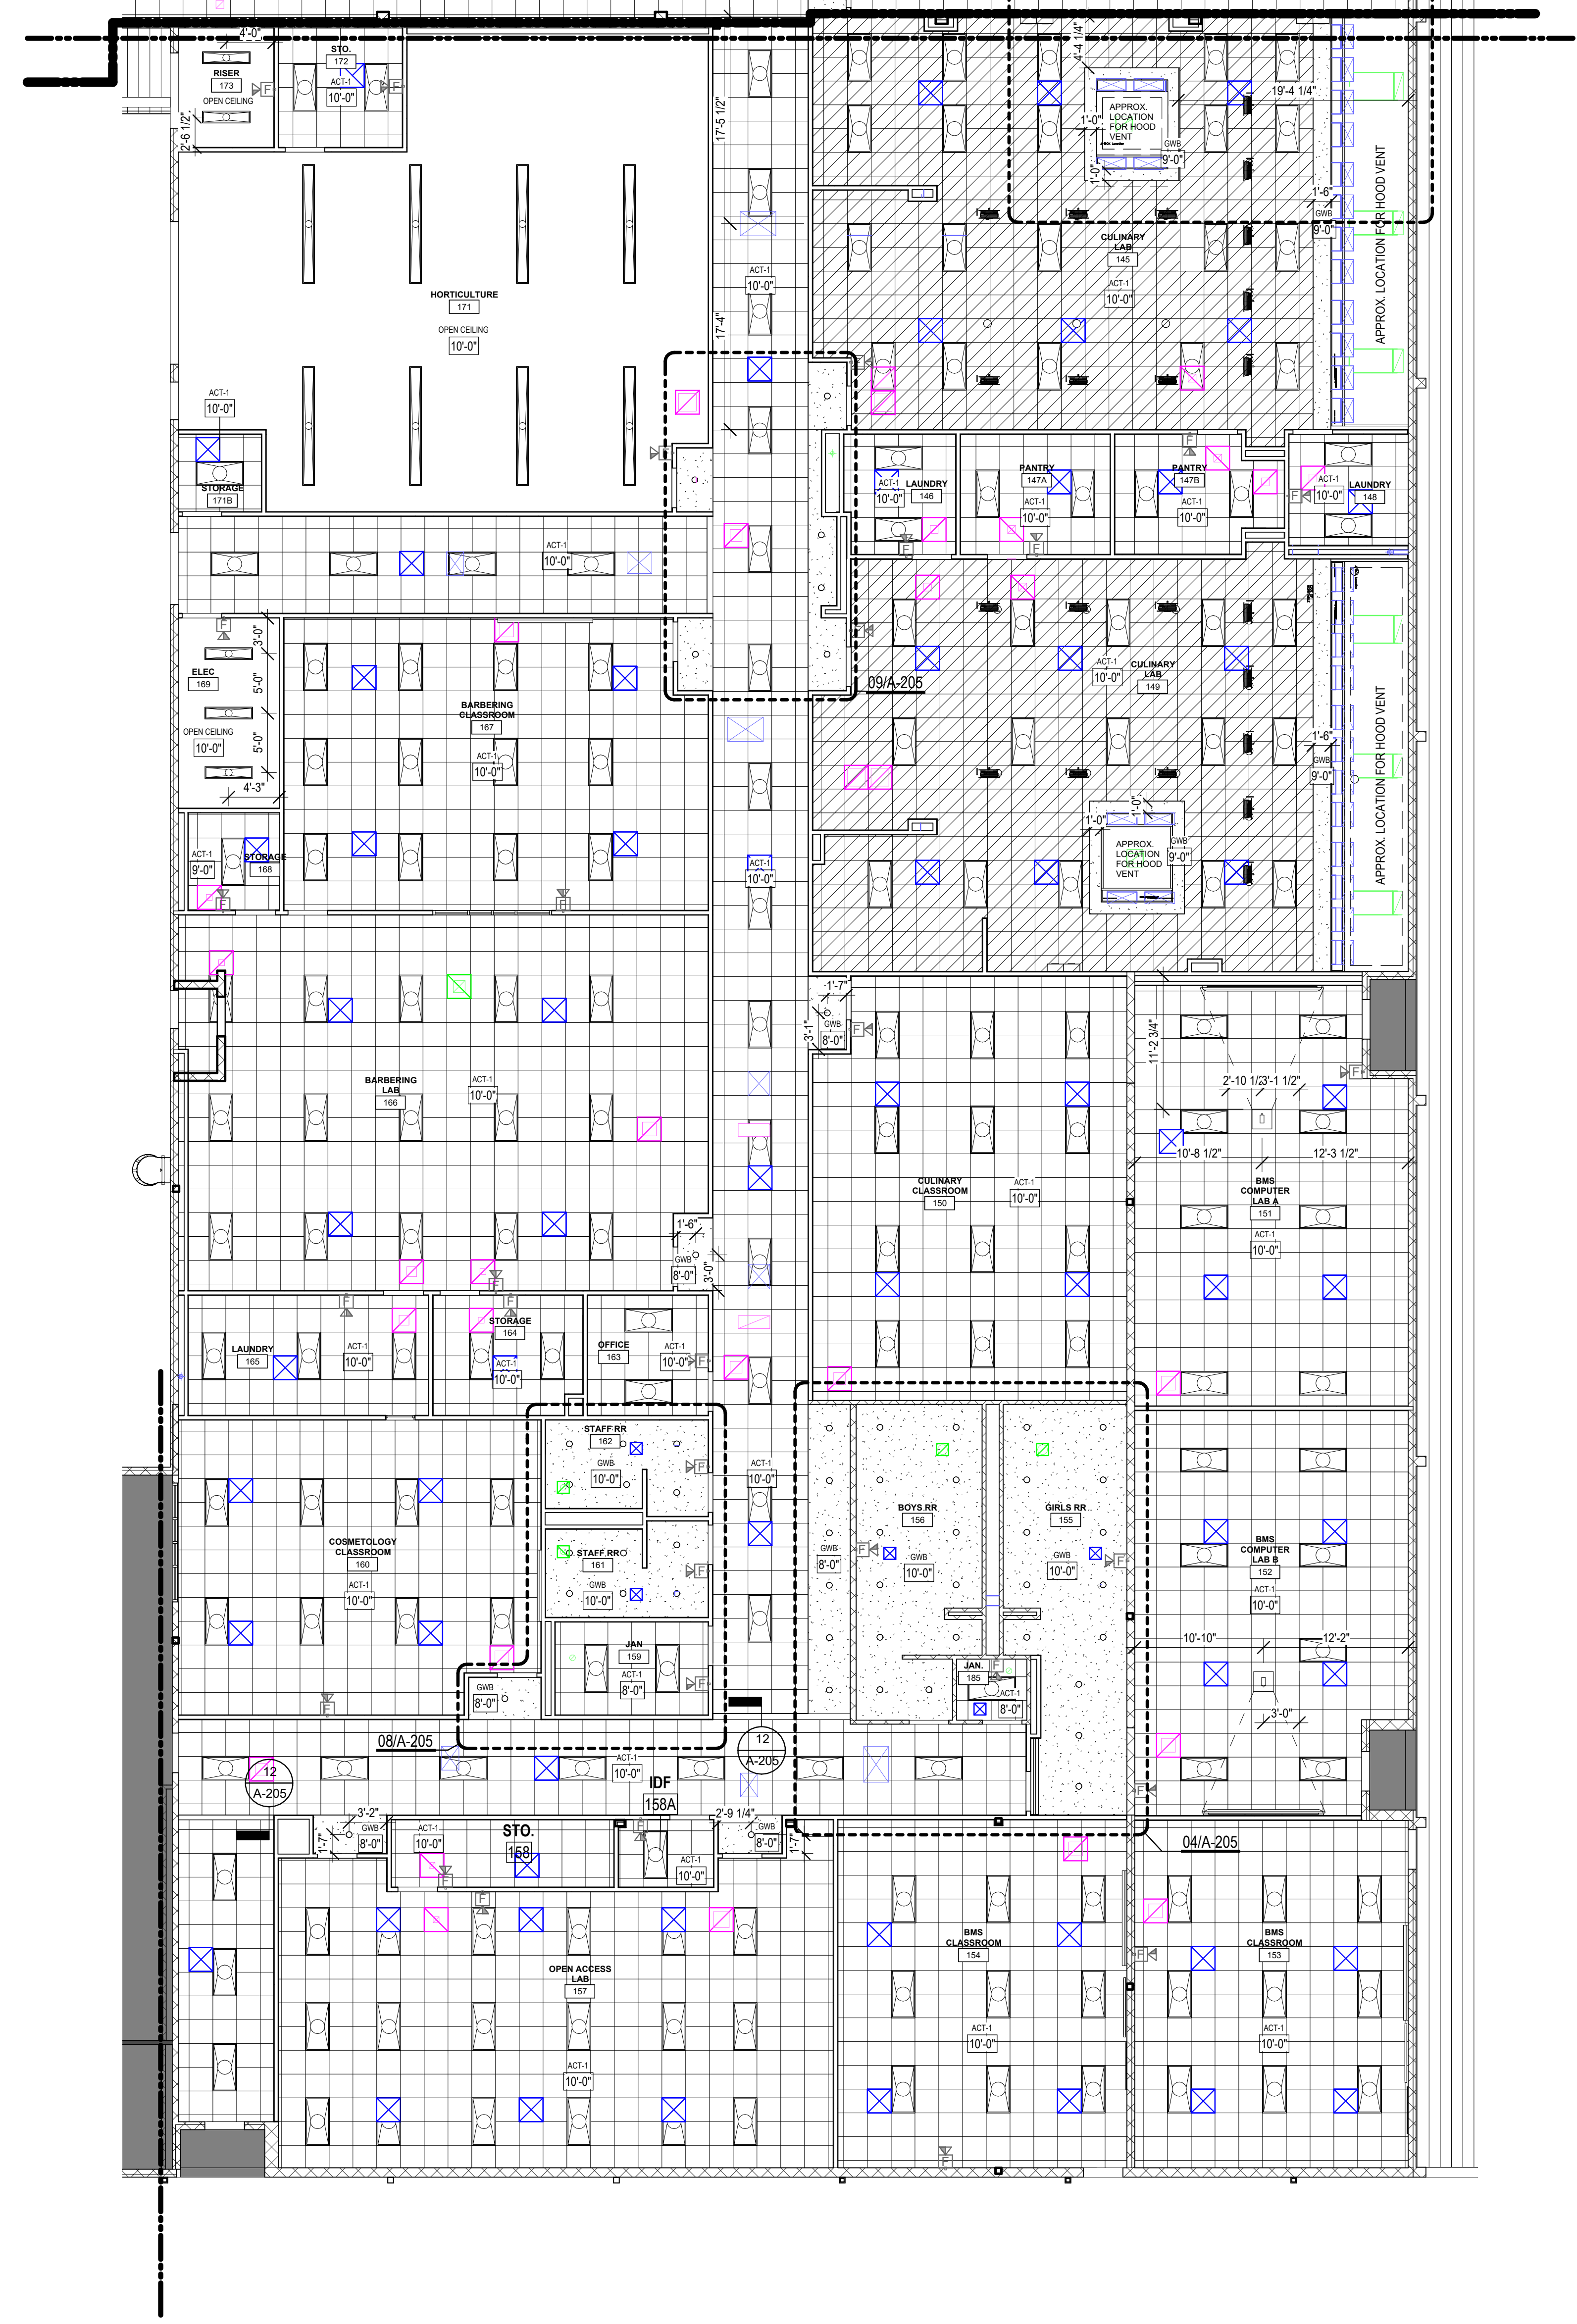 4'-0"
STO.
172
ACT-1
10'-0"
RISER
173
OPEN CEILING
2'-6 1/2"
F
F
17'-5 1/2"
4'-4 1/4"
19'-4 1/4"
APPROX.
LOCATION
FOR HOOD
VENT
1'-0"
GWB
9'-0"
1'-0"
1'-6"
GWB
9'-0"
APPROX. LOCATION FOR HOOD VENT
CULINARY
LAB
145
ACT-1
10'-0"
HORTICULTURE
171
OPEN CEILING
10'-0"
ACT-1
10'-0"
17'-4"
F
ACT-1
10'-0"
STORAGE
171B
F
ACT-1
10'-0"
LAUNDRY
146
F
PANTRY
147A
ACT-1
10'-0"
F
F
PANTRY
147B
ACT-1
10'-0"
F
ACT-1
10'-0"
LAUNDRY
148
ACT-1
10'-0"
F
3'-0"
ELEC
169
5'-0"
OPEN CEILING
10'-0"
5'-0"
4'-3"
BARBERING
CLASSROOM
167
ACT-1
10'-0"
F
09/A-205
ACT-1
10'-0"
CULINARY
LAB
149
1'-6"
GWB
9'-0"
APPROX. LOCATION FOR HOOD VENT
1'-0"
1'-0"
APPROX.
LOCATION
FOR HOOD
VENT
GWB
9'-0"
ACT-1
9'-0"
STORAGE
168
F
F
ACT-1
10'-0"
1'-7"
3'-1"
GWB
8'-0"
F
11'-2 3/4"
F
2'-10 1/2"
3'-1 1/2"
10'-8 1/2"
12'-3 1/2"
BARBERING
LAB
166
ACT-1
10'-0"
CULINARY
CLASSROOM
150
ACT-1
10'-0"
BMS
COMPUTER
LAB A
151
ACT-1
10'-0"
1'-6"
GWB
8'-0"
3'-0"
F
F
F
LAUNDRY
165
ACT-1
10'-0"
STORAGE
164
ACT-1
10'-0"
OFFICE
163
ACT-1
10'-0"
F
STAFF RR
162
GWB
10'-0"
F
ACT-1
10'-0"
STAFF RR
161
GWB
10'-0"
F
COSMETOLOGY
CLASSROOM
160
ACT-1
10'-0"
F
JAN
159
ACT-1
8'-0"
F
GWB
8'-0"
BOYS RR
156
GWB
10'-0"
GWB
8'-0"
F
GIRLS RR
155
GWB
10'-0"
F
BMS
COMPUTER
LAB B
152
ACT-1
10'-0"
10'-10"
12'-2"
3'-0"
F
JAN.
185
ACT-1
8'-0"
08/A-205
12
A-205
12
A-205
ACT-1
10'-0"
IDF
158A
F
3'-2"
1'-7"
GWB
8'-0"
ACT-1
10'-0"
STO.
158
F
F
2'-9 1/4"
GWB
8'-0"
1'-7"
ACT-1
10'-0"
F
04/A-205
OPEN ACCESS
LAB
157
ACT-1
10'-0"
BMS
CLASSROOM
154
ACT-1
10'-0"
F
F
BMS
CLASSROOM
153
ACT-1
10'-0"